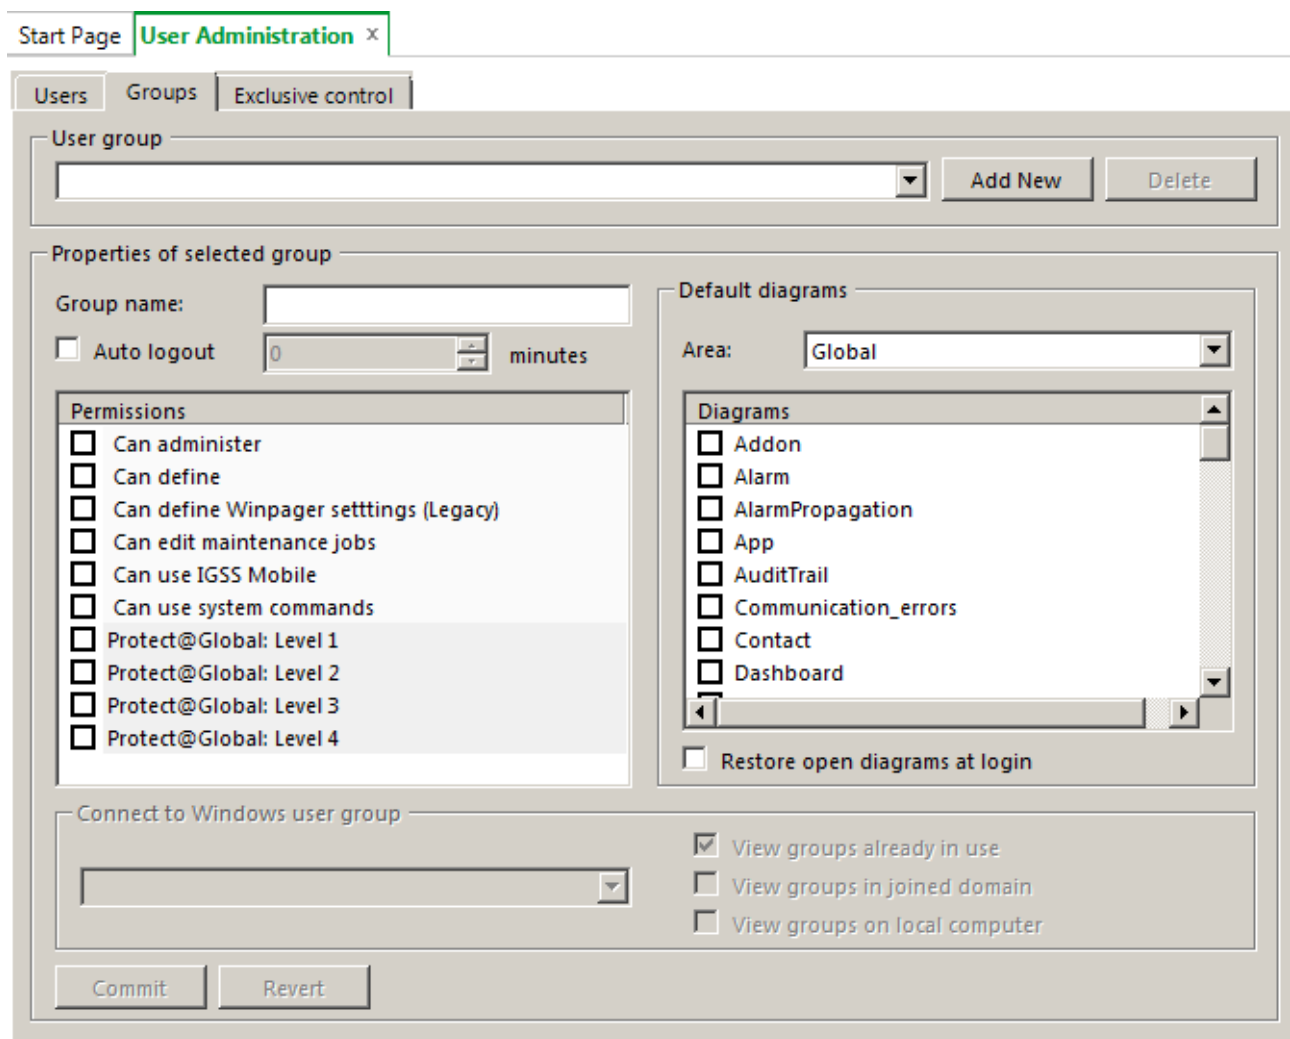 Start Page User Administration x
Users Groups Exclusive control
User group
Add New Delete
Properties of selected group
Group name:
Auto logout 0 minutes
Permissions
Can administer
Can define
Can define Winpager setttings (Legacy)
Can edit maintenance jobs
Can use IGSS Mobile
Can use system commands
Protect@Global: Level 1
Protect@Global: Level 2
Protect@Global: Level 3
Protect@Global: Level 4
Default diagrams
Area: Global
Diagrams
Addon
Alarm
AlarmPropagation
App
AuditTrail
Communication_errors
Contact
Dashboard
Restore open diagrams at login
Connect to Windows user group
View groups already in use
View groups in joined domain
View groups on local computer
Commit Revert